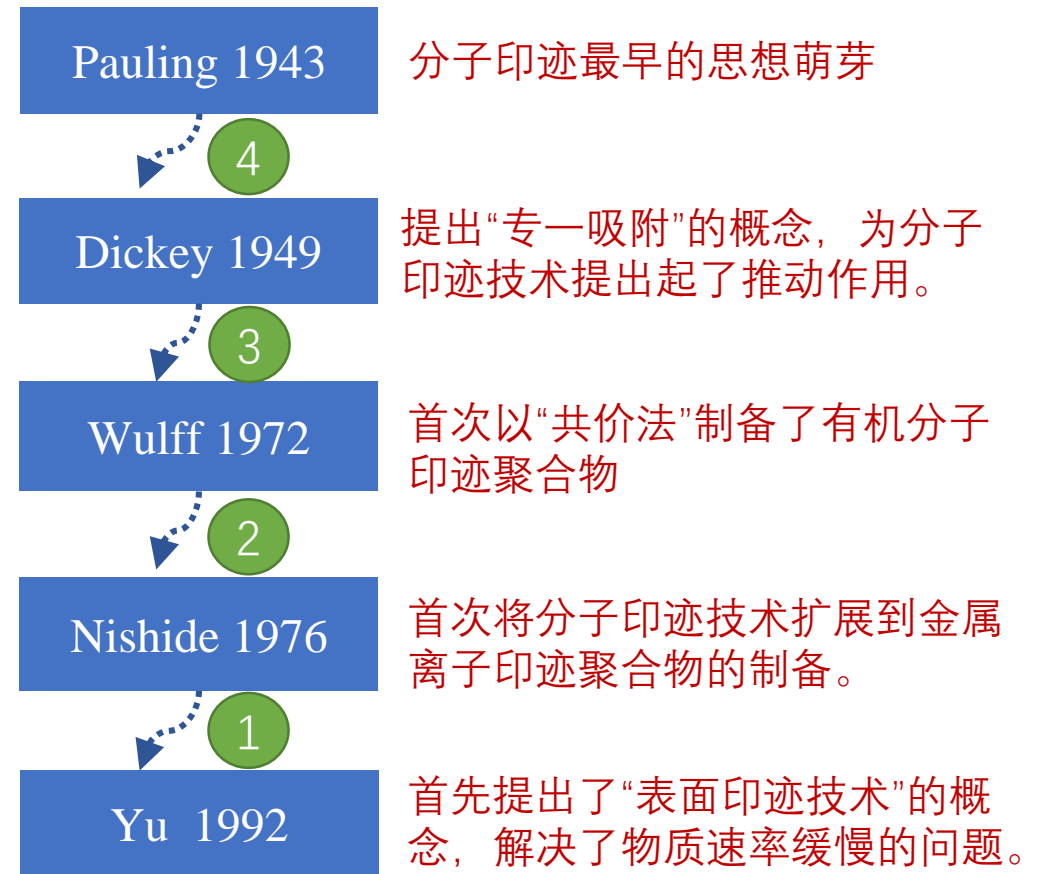 Pauling 1943
分子印迹最早的思想萌芽
4
Dickey 1949
提出“专一吸附”的概念，为分子
印迹技术提出起了推动作用。
3
Wulff 1972
首次以“共价法”制备了有机分子
印迹聚合物
2
Nishide 1976
首次将分子印迹技术扩展到金属
离子印迹聚合物的制备。
1
Yu 1992
首先提出了“表面印迹技术”的概
念，解决了物质速率缓慢的问题。